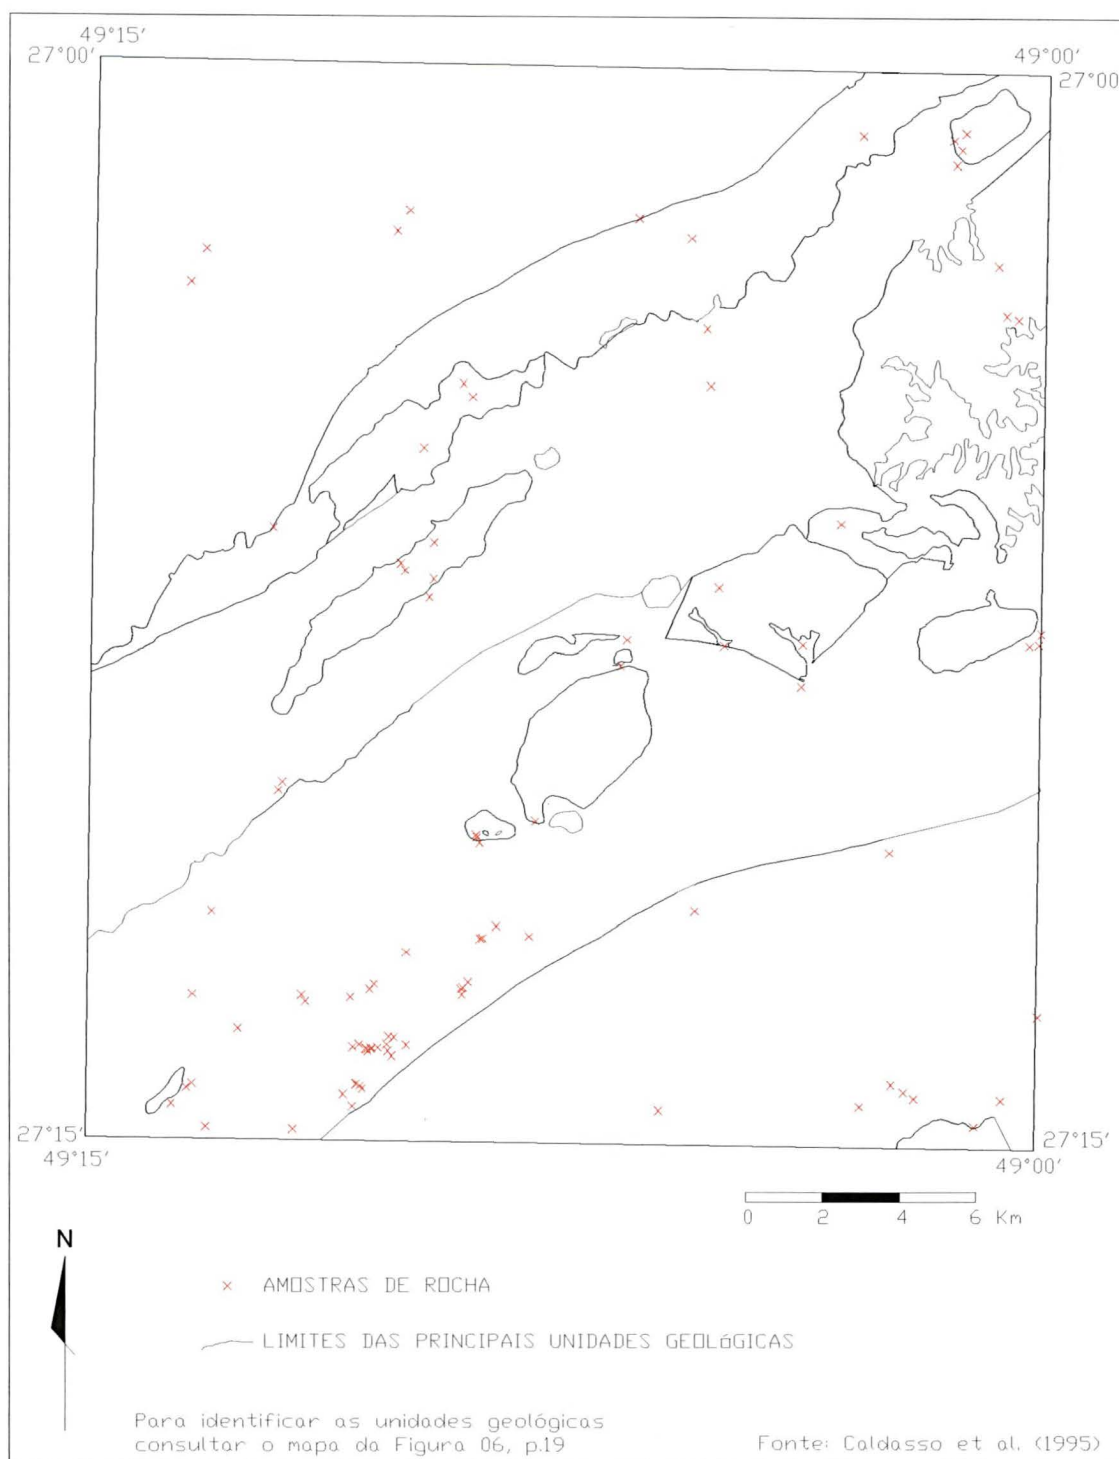 49°15′
27°00′
49°00′
27°00
27°15′
49°15′
27°15′
49°00′
0 2 4 6 Km
N
AMOSTRAS DE ROCHA
LIMITES DAS PRINCIPAIS UNIDADES GEOLóGICAS
Para identificar as unidades geológicas
consultar o mapa da Figura 06, p.19
Fonte: Caldasso et al. (1995)